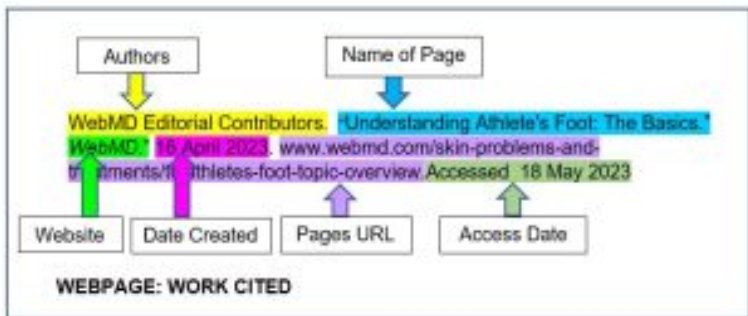 Authors
Name of Page
WebMD Editorial Contributors. "Understanding Athlete's Foot: The Basics."
WebMD." 16 April 2023. www.webmd.com/skin-problems-and-
athletes-foot-topic-overview. Accessed 18 May 2023
Website
Date Created
Pages URL
Access Date
WEBPAGE: WORK CITED